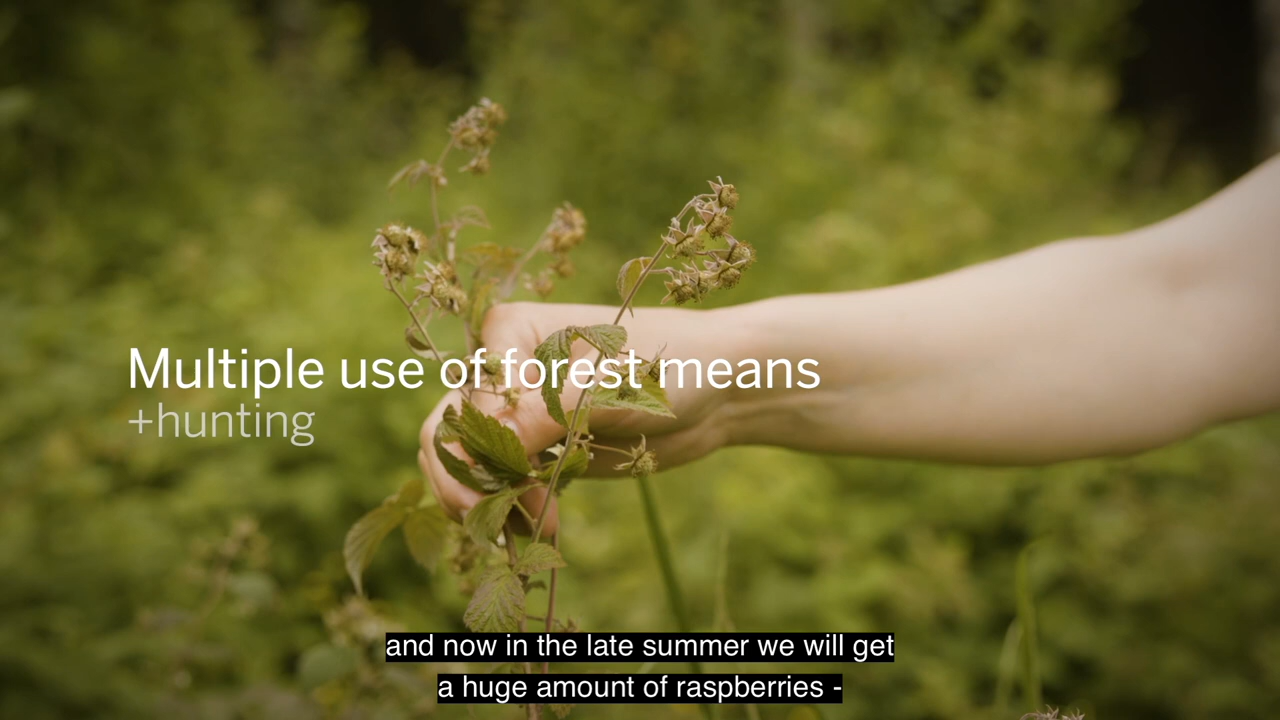 Multiple use of forest means
+hunting
and now in the late summer we will get
a huge amount of raspberries -